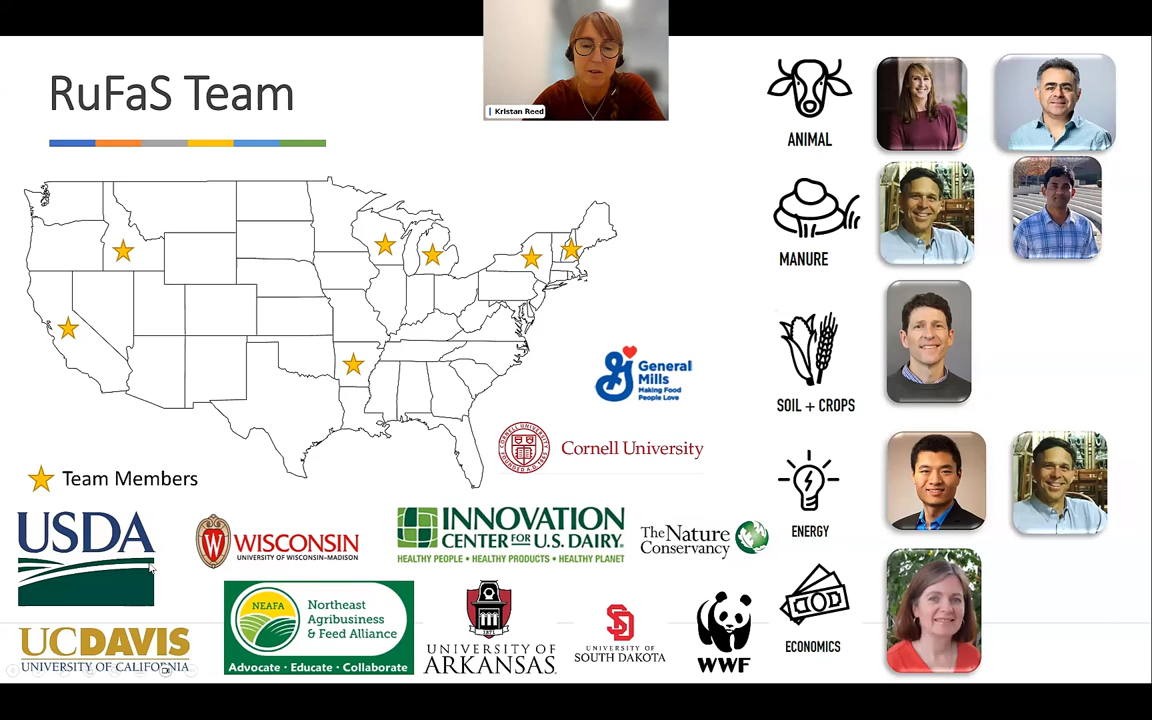 RuFaS Team
Kristan Reed
ANIMAL
MANURE
SOIL + CROPS
ENERGY
ECONOMICS
Team Members
General
Mills
Making Food
People Love
Cornell University
USDA
WISCONSIN
UNIVERSITY OF WISCONSIN–MADISON
INNOVATION
CENTER FOR U.S. DAIRY.
HEALTHY PEOPLE • HEALTHY PRODUCTS • HEALTHY PLANET
The Nature
Conservancy
UCDAVIS
UNIVERSITY OF CALIFORNIA
NEAFA
Northeast
Agribusiness
& Feed Alliance
Advocate · Educate · Collaborate
1871
UNIVERSITY OF
ARKANSAS
SD
UNIVERSITY OF
SOUTH DAKOTA
WWF